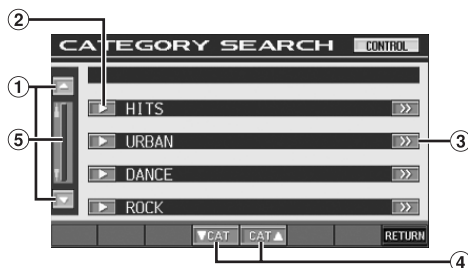 ②
CATEGORY SEARCH CONTROL
①
HITS
⑤
URBAN
③
DANCE
ROCK
▼CAT CAT▲ RETURN
④